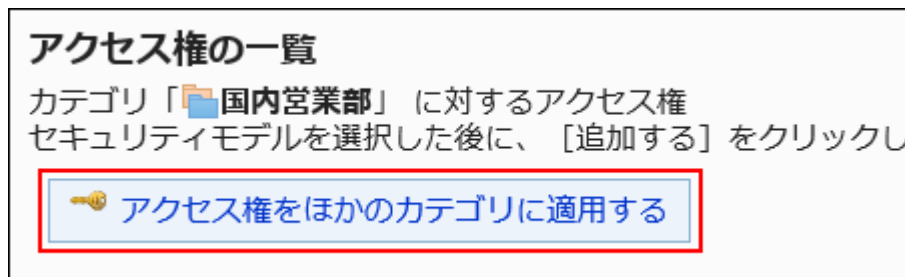 アクセス権の一覧
カテゴリ「国内営業部」 に対するアクセス権
セキュリティモデルを選択した後に、 [追加する] をクリックし
アクセス権をほかのカテゴリに適用する